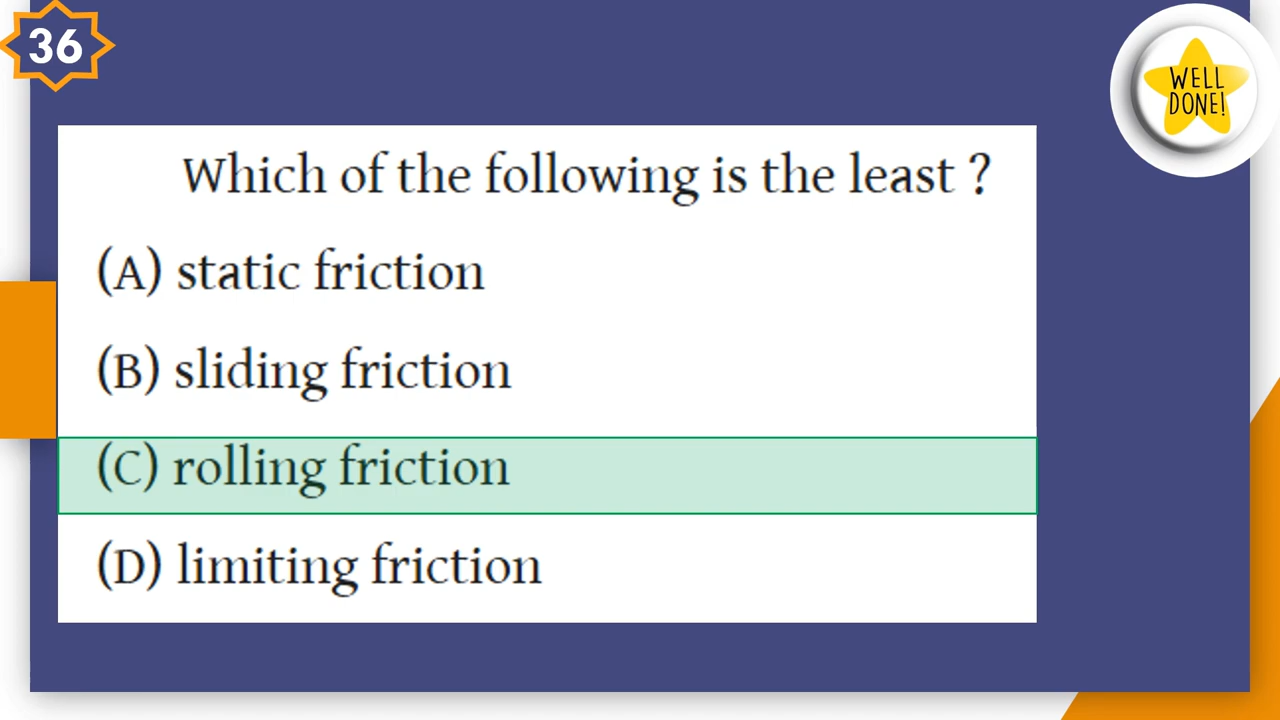 36
WELL
DONE!
Which of the following is the least ?
(A) static friction
(B) sliding friction
(C) rolling friction
(D) limiting friction